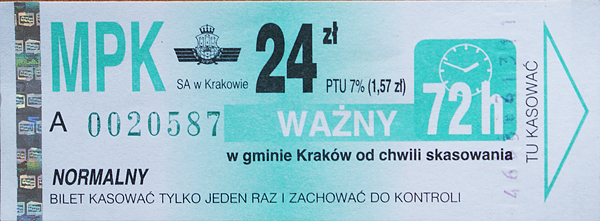 MPK
SA w Krakowie
24 zł
PTU 7% (1,57 zł)
A 0020587
WAŻNY 72h
w gminie Kraków od chwili skasowania
NORMALNY
BILET KASOWAĆ TYLKO JEDEN RAZ I ZACHOWAĆ DO KONTROLI
TU KASOWAĆ